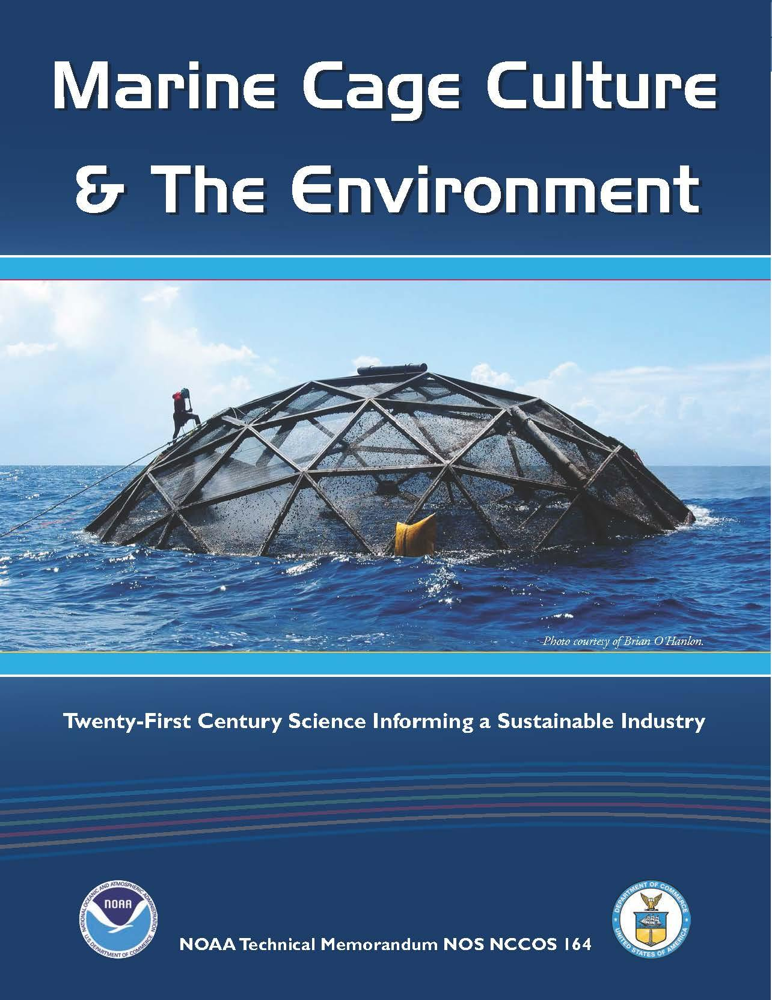 Marine Cage Culture
& The Environment
Photo courtesy of Brian O'Hanlon.
Twenty-First Century Science Informing a Sustainable Industry
NATIONAL OCEANIC AND ATMOSPHERIC ADMINISTRATION
NOAA
U.S. DEPARTMENT OF COMMERCE
NOAA Technical Memorandum NOS NCCOS 164
DEPARTMENT OF COMMERCE
UNITED STATES OF AMERICA